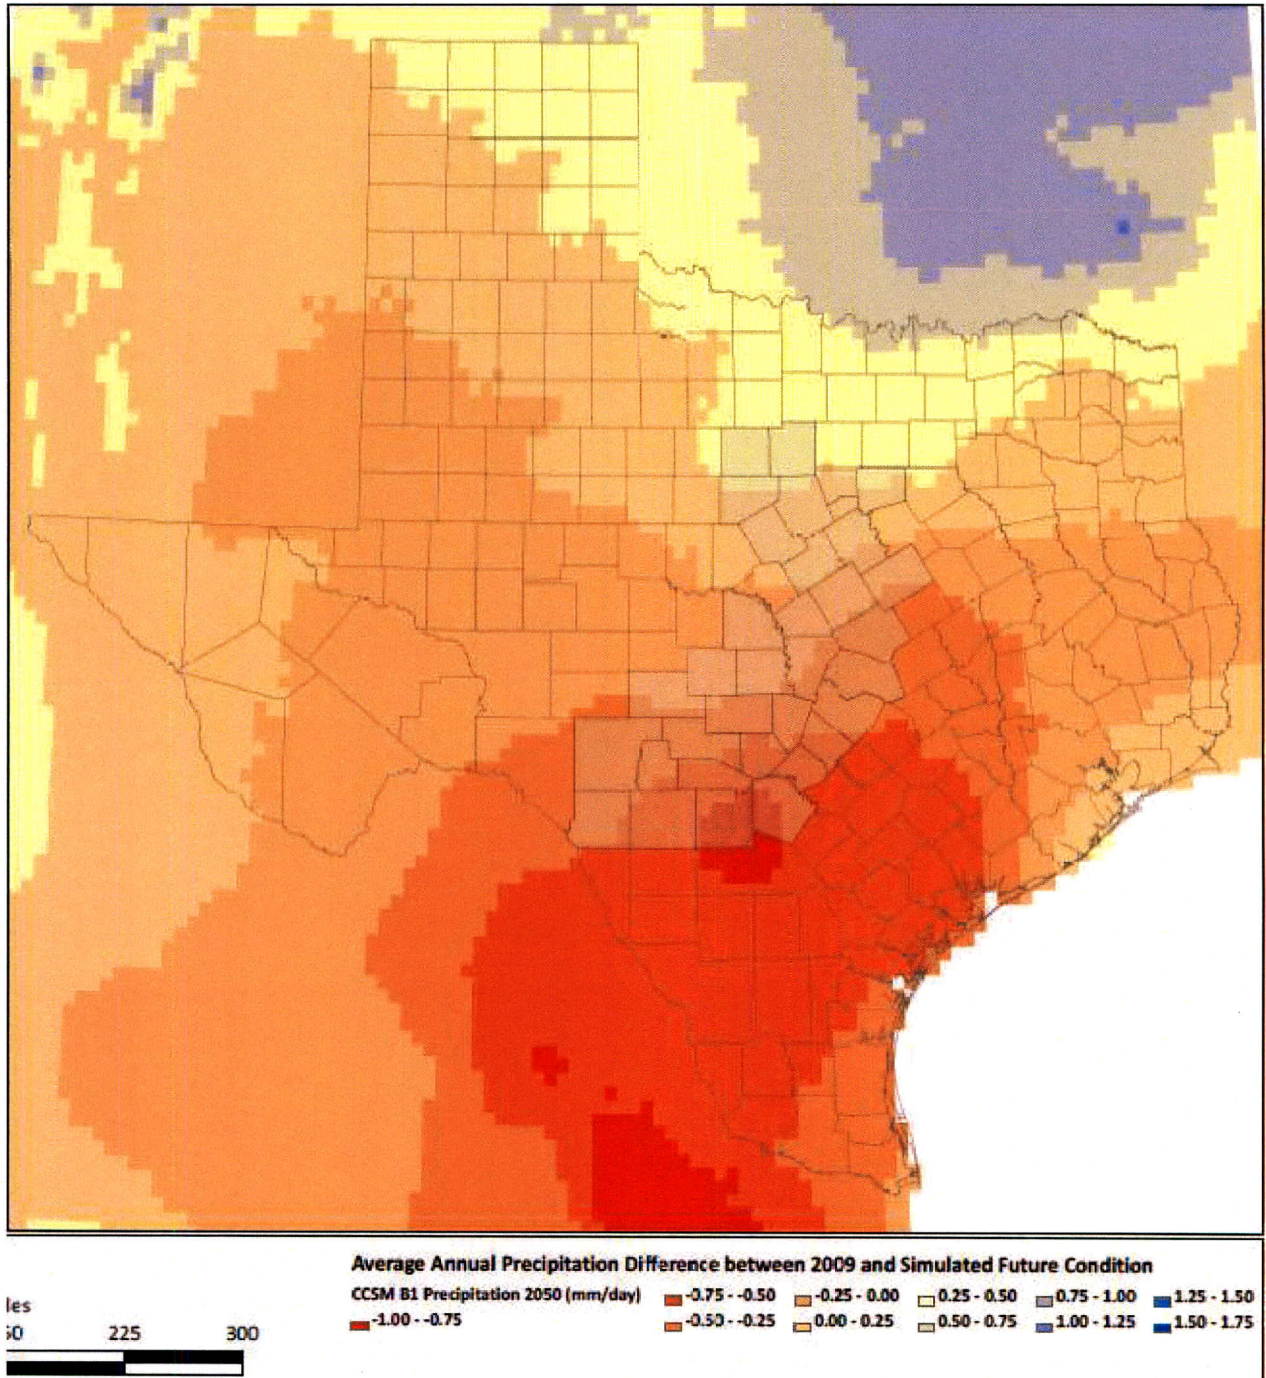 Average Annual Precipitation Difference between 2009 and Simulated Future Condition
CCSM B1 Precipitation 2050 (mm/day)
-1.00 - -0.75
-0.75 - -0.50
-0.50 - -0.25
-0.25 - 0.00
0.00 - 0.25
0.25 - 0.50
0.50 - 0.75
0.75 - 1.00
1.00 - 1.25
1.25 - 1.50
1.50 - 1.75
les
50 225 300